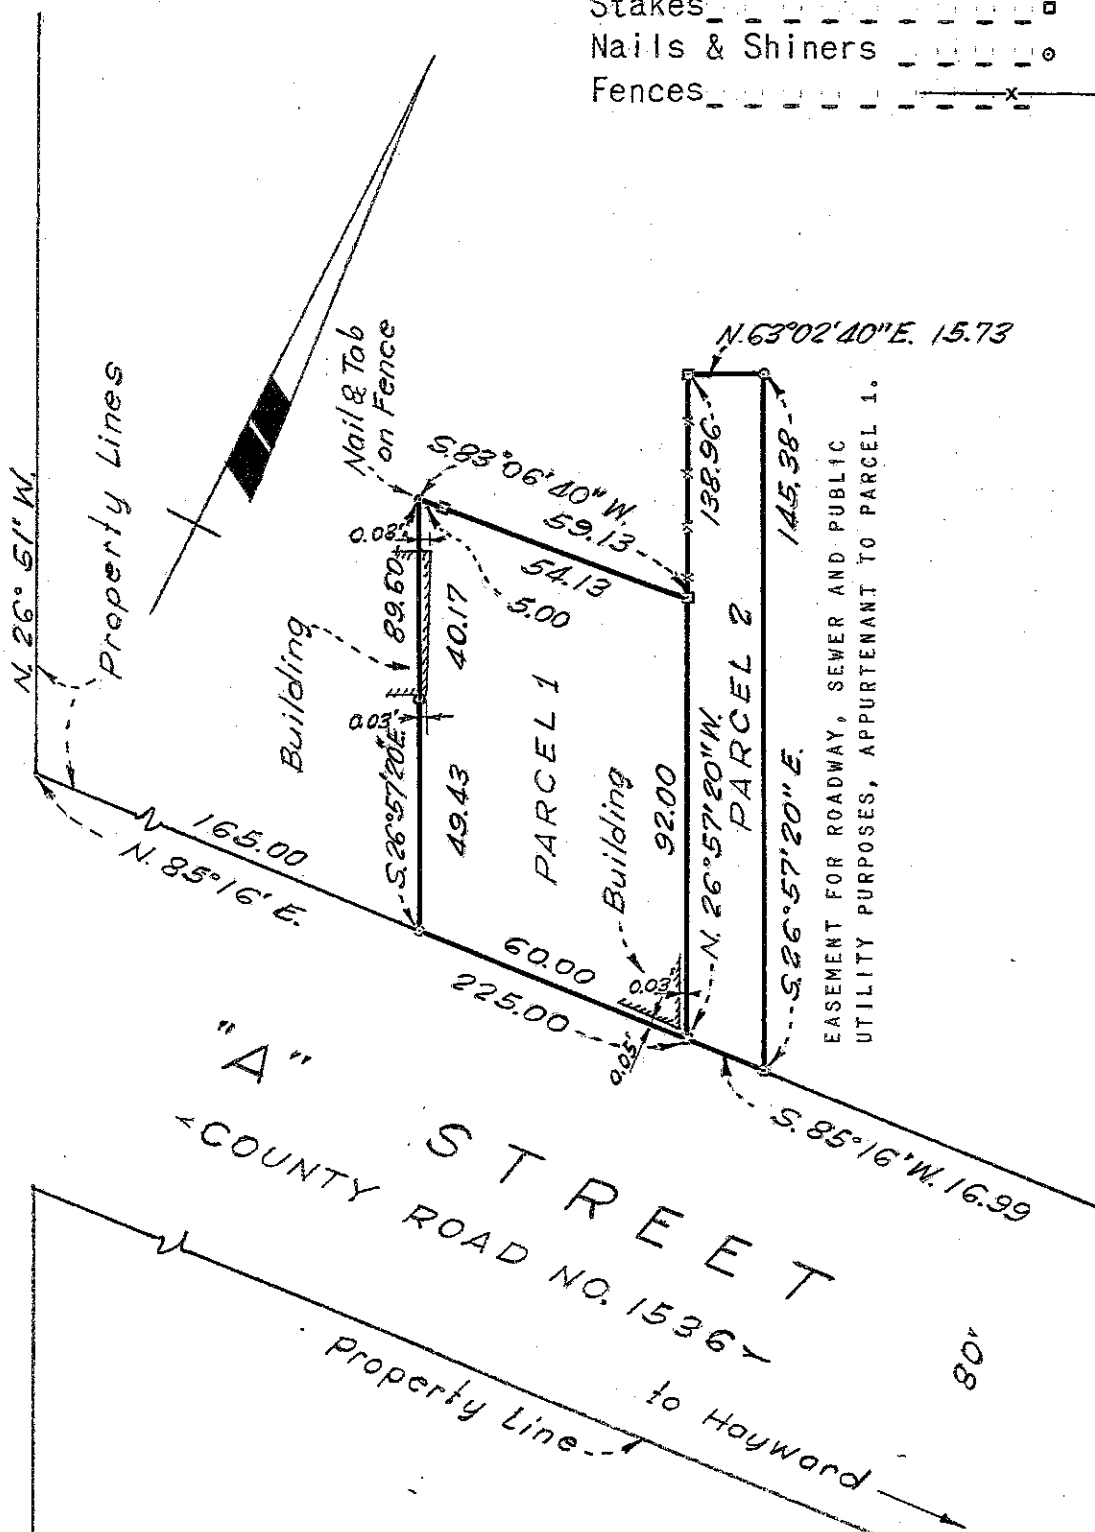 Stakes
Nails & Shiners
Fences x
N. 63°02'40" E. 15.73
Nail & Tab
on Fence
S. 83°06'40" W.
59.13
54.13
5.00
Property Lines
N. 26° 51' W.
0.08'
89.60
40.17
Building
0.03'
S. 26°57'20" E.
49.43
PARCEL 1
Building
92.00
N. 26°57'20" W.
PARCEL 2
138.96
145.38
S. 26°57'20" E.
EASEMENT FOR ROADWAY, SEWER AND PUBLIC
UTILITY PURPOSES, APPURTENANT TO PARCEL 1.
165.00
N. 85°16' E.
60.00
225.00
0.03'
0.05'
S. 85°16' W. 16.99
"A" STREET
COUNTY ROAD NO. 1536
80'
Property Line
to Hayward